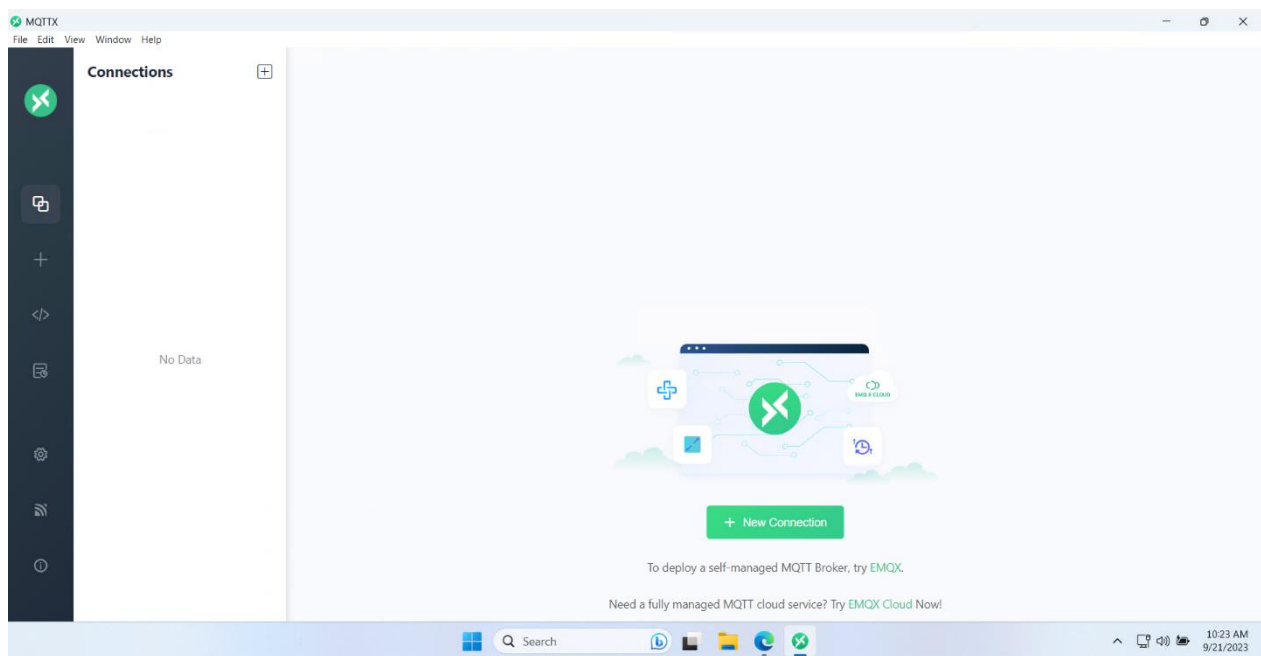 MQTTX
File Edit View Window Help
Connections
No Data
EMQ X CLOUD
+ New Connection
To deploy a self-managed MQTT Broker, try EMQX.
Need a fully managed MQTT cloud service? Try EMQX Cloud Now!
Search
10:23 AM
9/21/2023